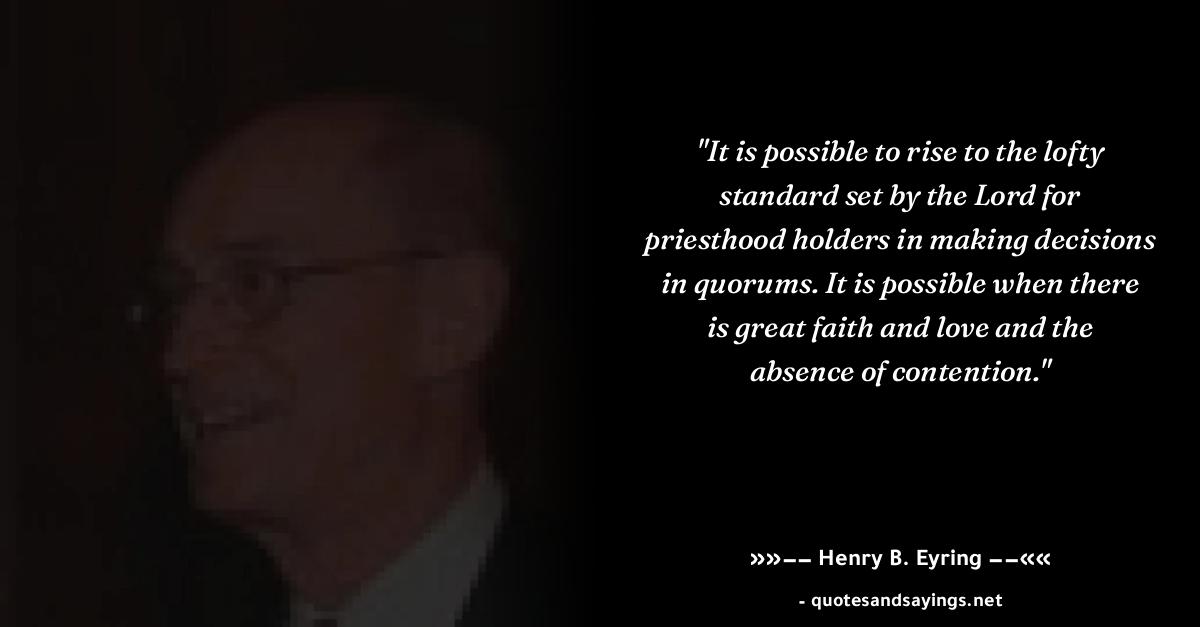 "It is possible to rise to the lofty
standard set by the Lord for
priesthood holders in making decisions
in quorums. It is possible when there
is great faith and love and the
absence of contention."
»»−− Henry B. Eyring −−««
- quotesandsayings.net